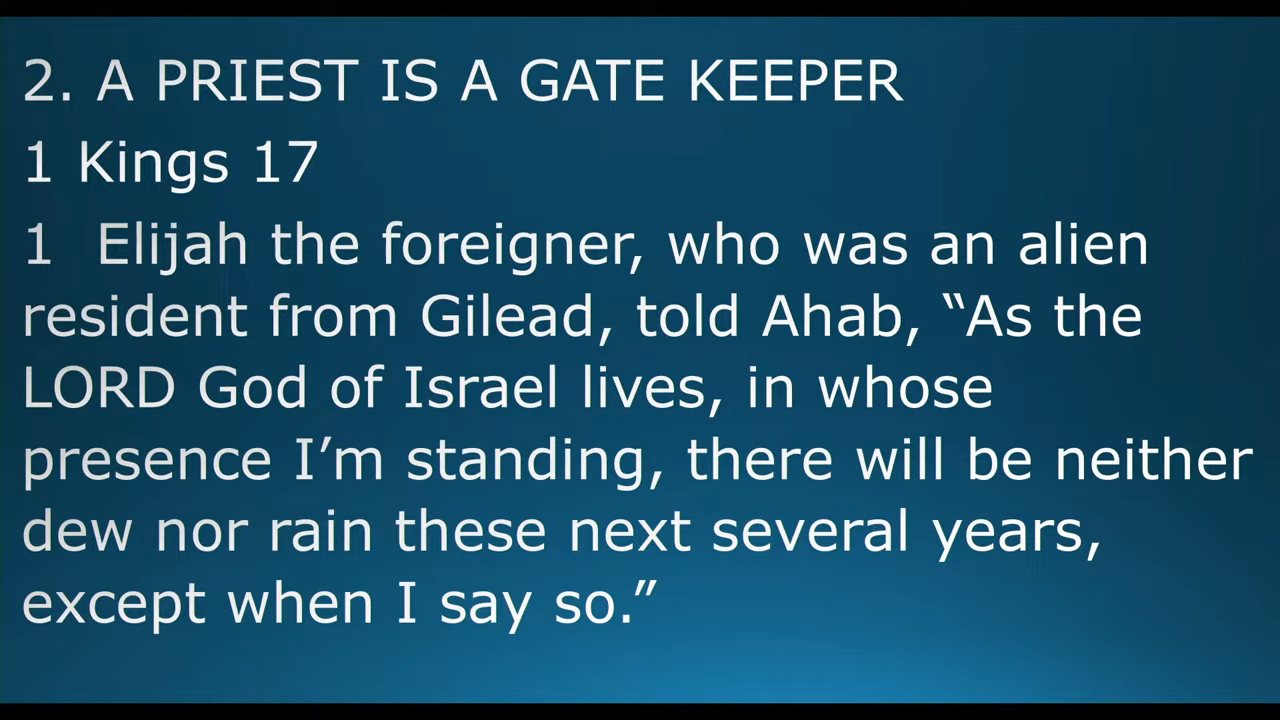 2. A PRIEST IS A GATE KEEPER
1 Kings 17
1  Elijah the foreigner, who was an alien
resident from Gilead, told Ahab, “As the
LORD God of Israel lives, in whose
presence I’m standing, there will be neither
dew nor rain these next several years,
except when I say so.”